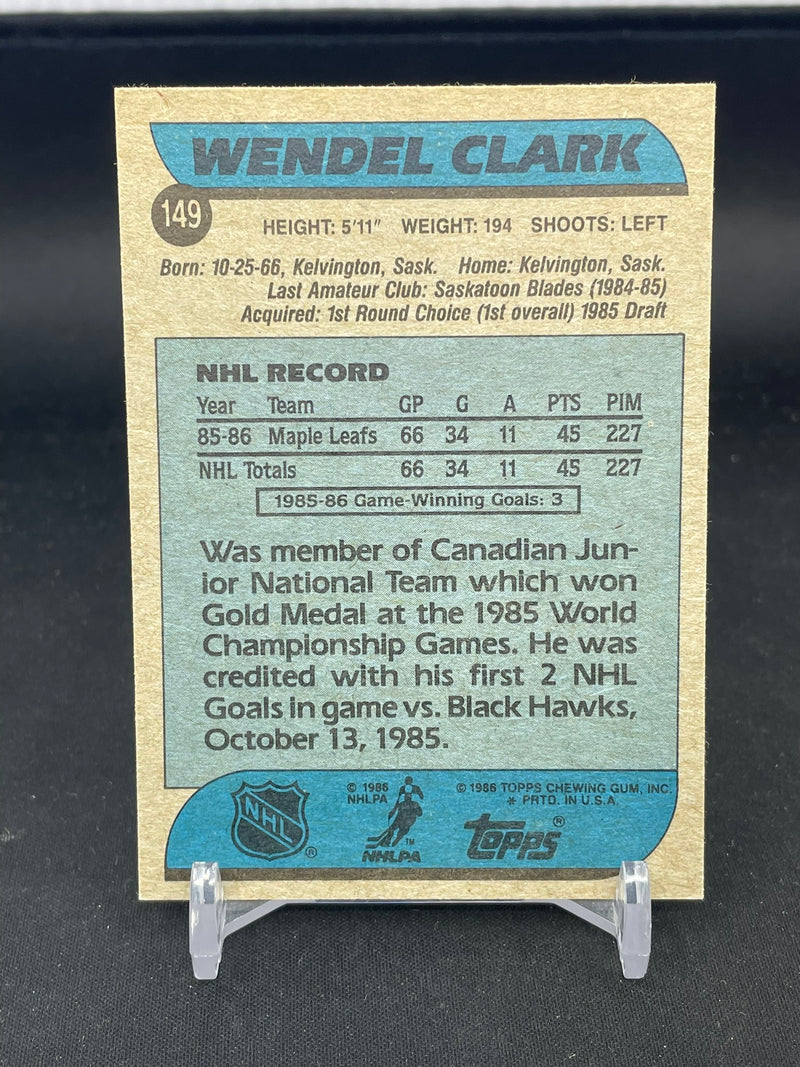 WENDEL CLARK
149
HEIGHT: 5'11" WEIGHT: 194 SHOOTS: LEFT
Born: 10-25-66, Kelvington, Sask. Home: Kelvington, Sask.
Last Amateur Club: Saskatoon Blades (1984-85)
Acquired: 1st Round Choice (1st overall) 1985 Draft
NHL RECORD
Year Team GP G A PTS PIM
85-86 Maple Leafs 66 34 11 45 227
NHL Totals 66 34 11 45 227
1985-86 Game-Winning Goals: 3
Was member of Canadian Jun-
ior National Team which won
Gold Medal at the 1985 World
Championship Games. He was
credited with his first 2 NHL
Goals in game vs. Black Hawks,
October 13, 1985.
NHL ®
© 1986
NHLPA
™
NHLPA
© 1986 TOPPS CHEWING GUM, INC.
* PRTD. IN U.S.A.
topps ®